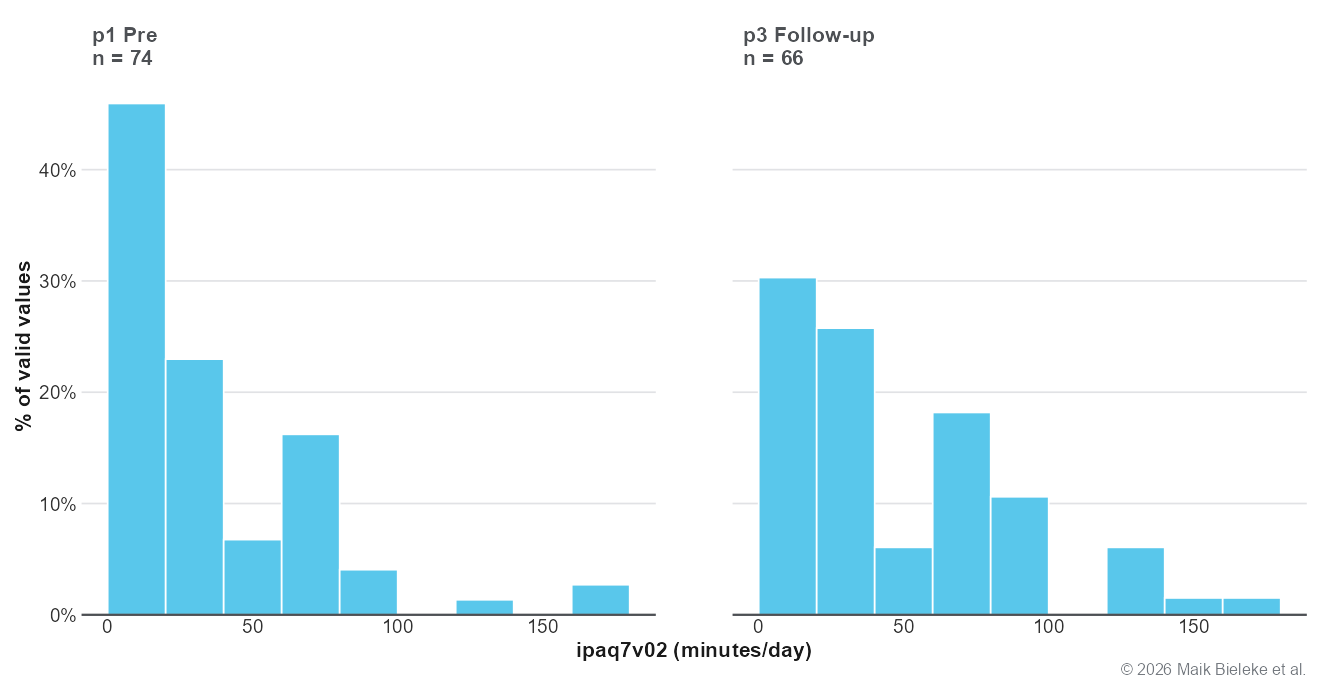 p1 Pre
n = 74
p3 Follow-up
n = 66
% of valid values
40%
30%
20%
10%
0%
0 50 100 150
0 50 100 150
ipaq7v02 (minutes/day)
© 2026 Maik Bieleke et al.